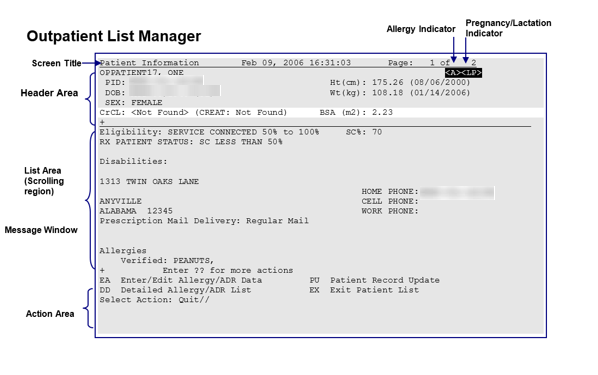 Outpatient List Manager
Allergy Indicator
Pregnancy/Lactation
Indicator
Screen Title
Patient Information Feb 09, 2006 16:31:03 Page: 1 of 2
OPPATIENT17, ONE <A><LP>
Header Area
PID: Ht(cm): 175.26 (08/06/2000)
DOB: Wt(kg): 108.18 (01/14/2006)
SEX: FEMALE
CrCL: <Not Found> (CREAT: Not Found) BSA (m2): 2.23
+
Eligibility: SERVICE CONNECTED 50% to 100% SC%: 70
RX PATIENT STATUS: SC LESS THAN 50%
Disabilities:
List Area
(Scrolling
region)
1313 TWIN OAKS LANE
HOME PHONE:
ANYVILLE CELL PHONE:
ALABAMA 12345 WORK PHONE:
Prescription Mail Delivery: Regular Mail
Message Window
Allergies
Verified: PEANUTS,
+ Enter ?? for more actions
EA Enter/Edit Allergy/ADR Data PU Patient Record Update
DD Detailed Allergy/ADR List EX Exit Patient List
Select Action: Quit//
Action Area